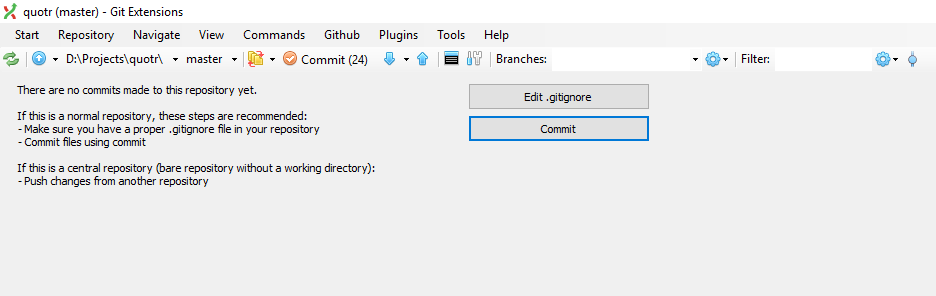 quotr (master) - Git Extensions
Start Repository Navigate View Commands Github Plugins Tools Help
D:\Projects\quotr\ master Commit (24) Branches: Filter:
There are no commits made to this repository yet.
Edit .gitignore
If this is a normal repository, these steps are recommended:
- Make sure you have a proper .gitignore file in your repository
Commit
- Commit files using commit
If this is a central repository (bare repository without a working directory):
- Push changes from another repository